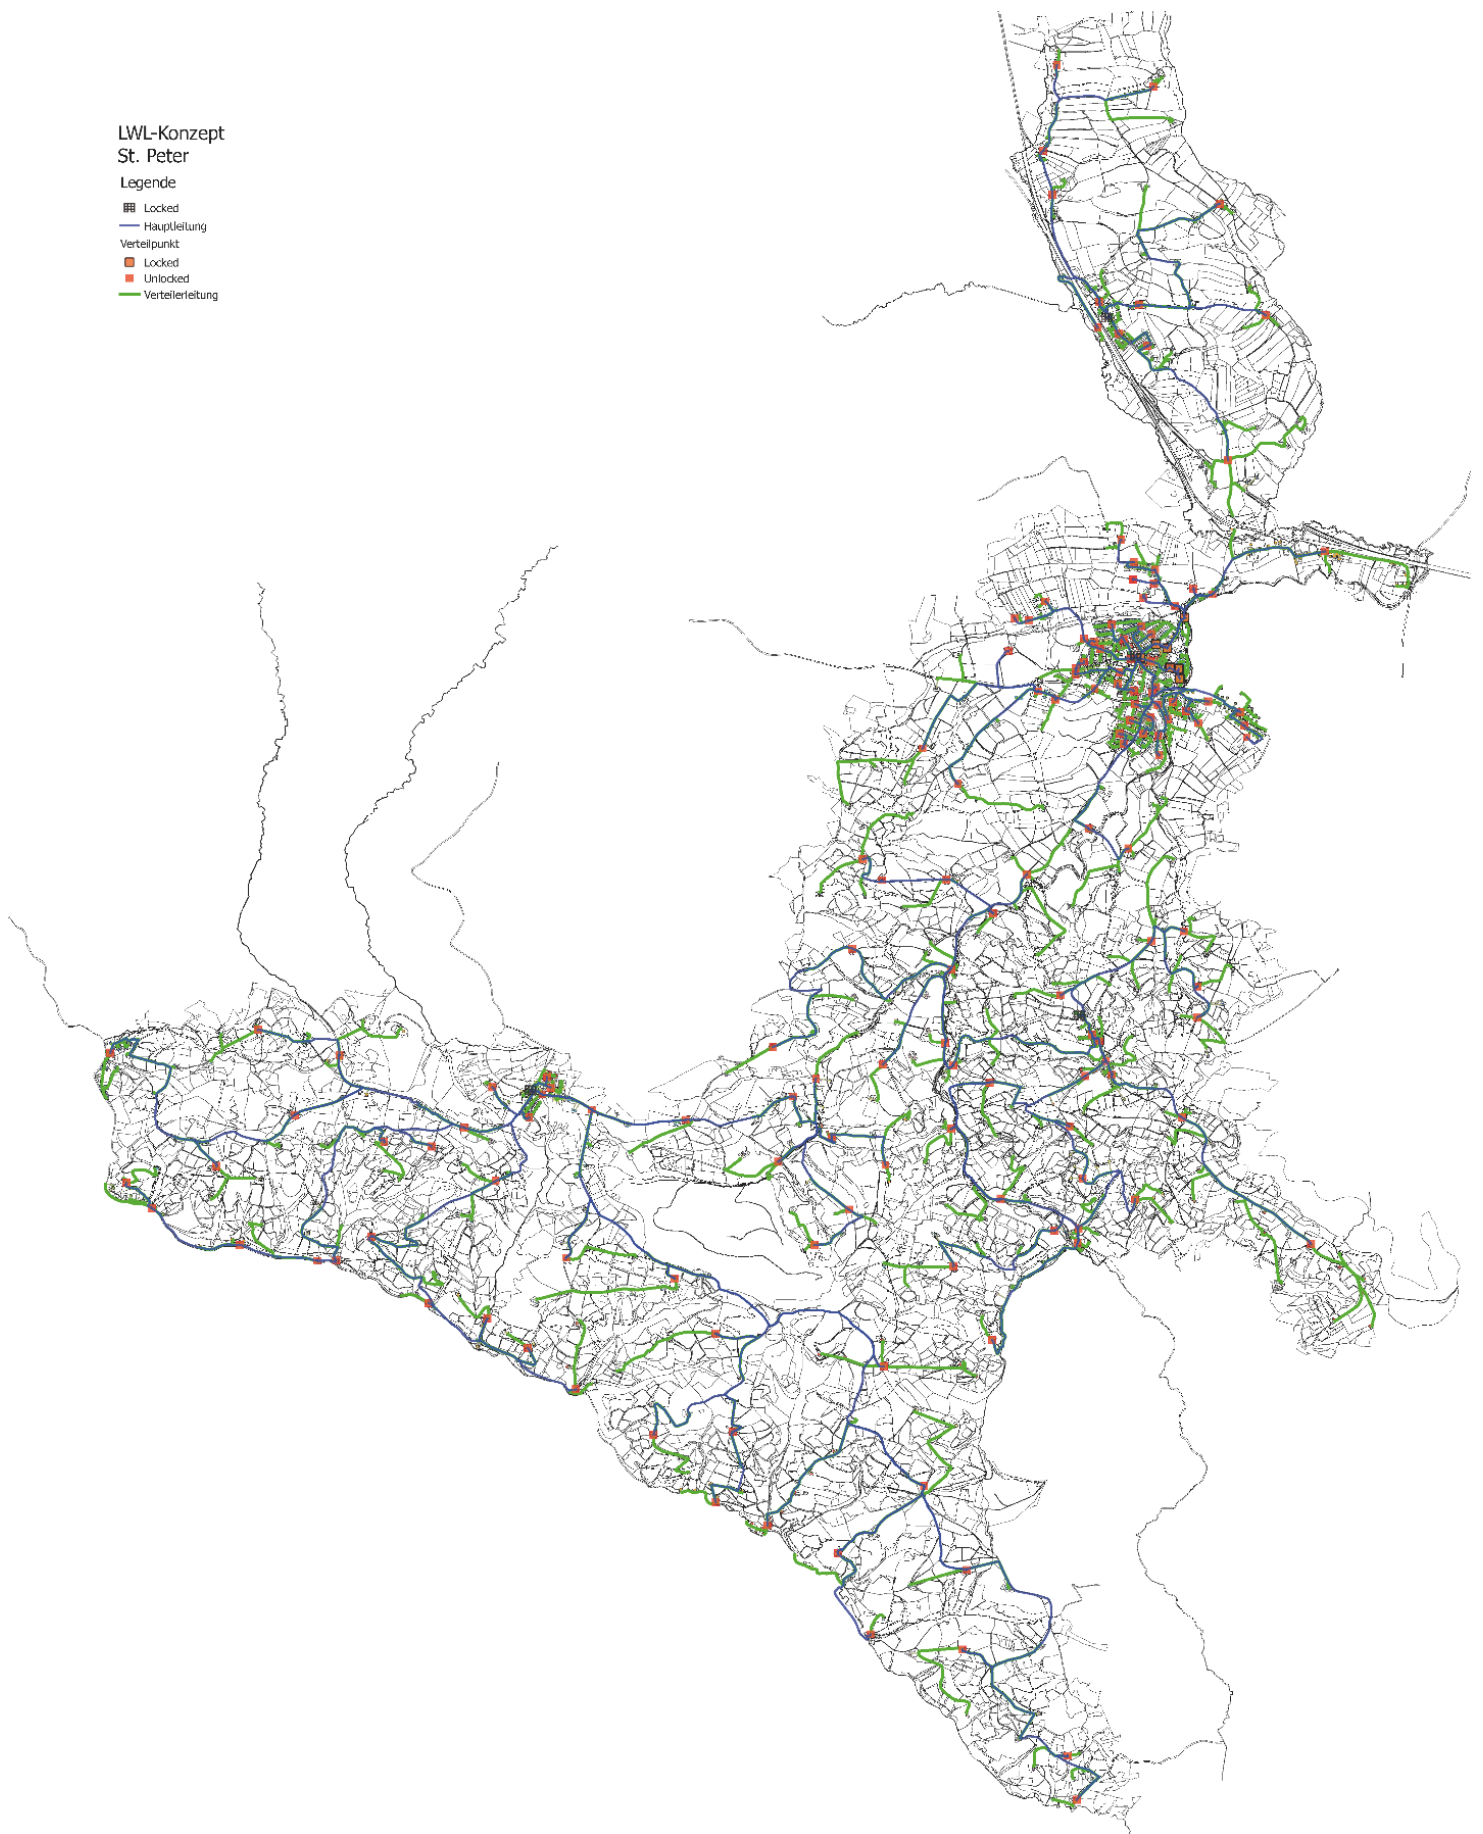 LWL-Konzept
St. Peter
Legende
Locked
Hauptleitung
Verteilpunkt
Locked
Unlocked
Verteilerleitung